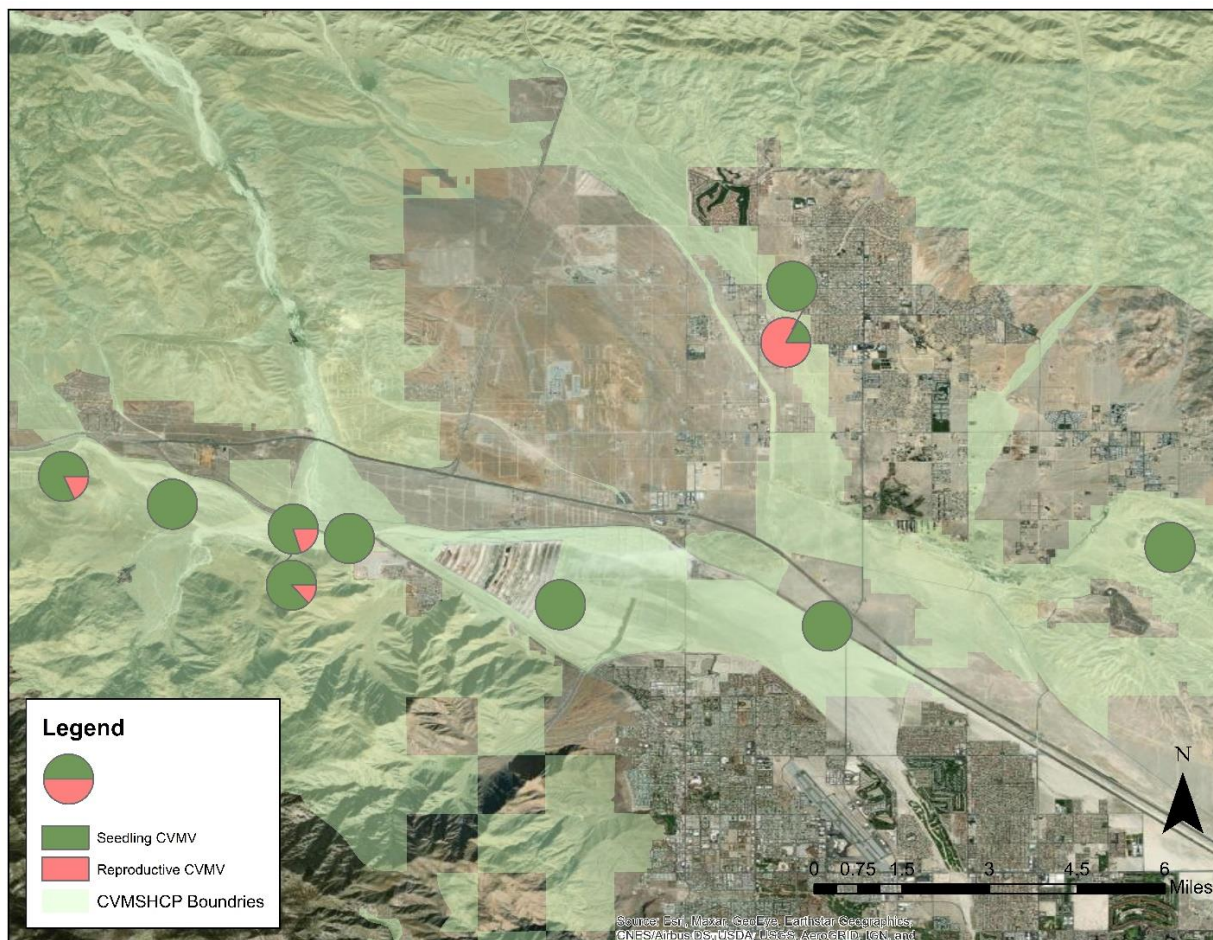 Legend
Seedling CVMV
Reproductive CVMV
CVMSHCP Boundries
N
0 0.75 1.5 3 4.5 6
Miles
Source: Esri, Maxar, GeoEye, Earthstar Geographics,
CNES/Airbus DS, USDA, USGS, AeroGRID, IGN, and